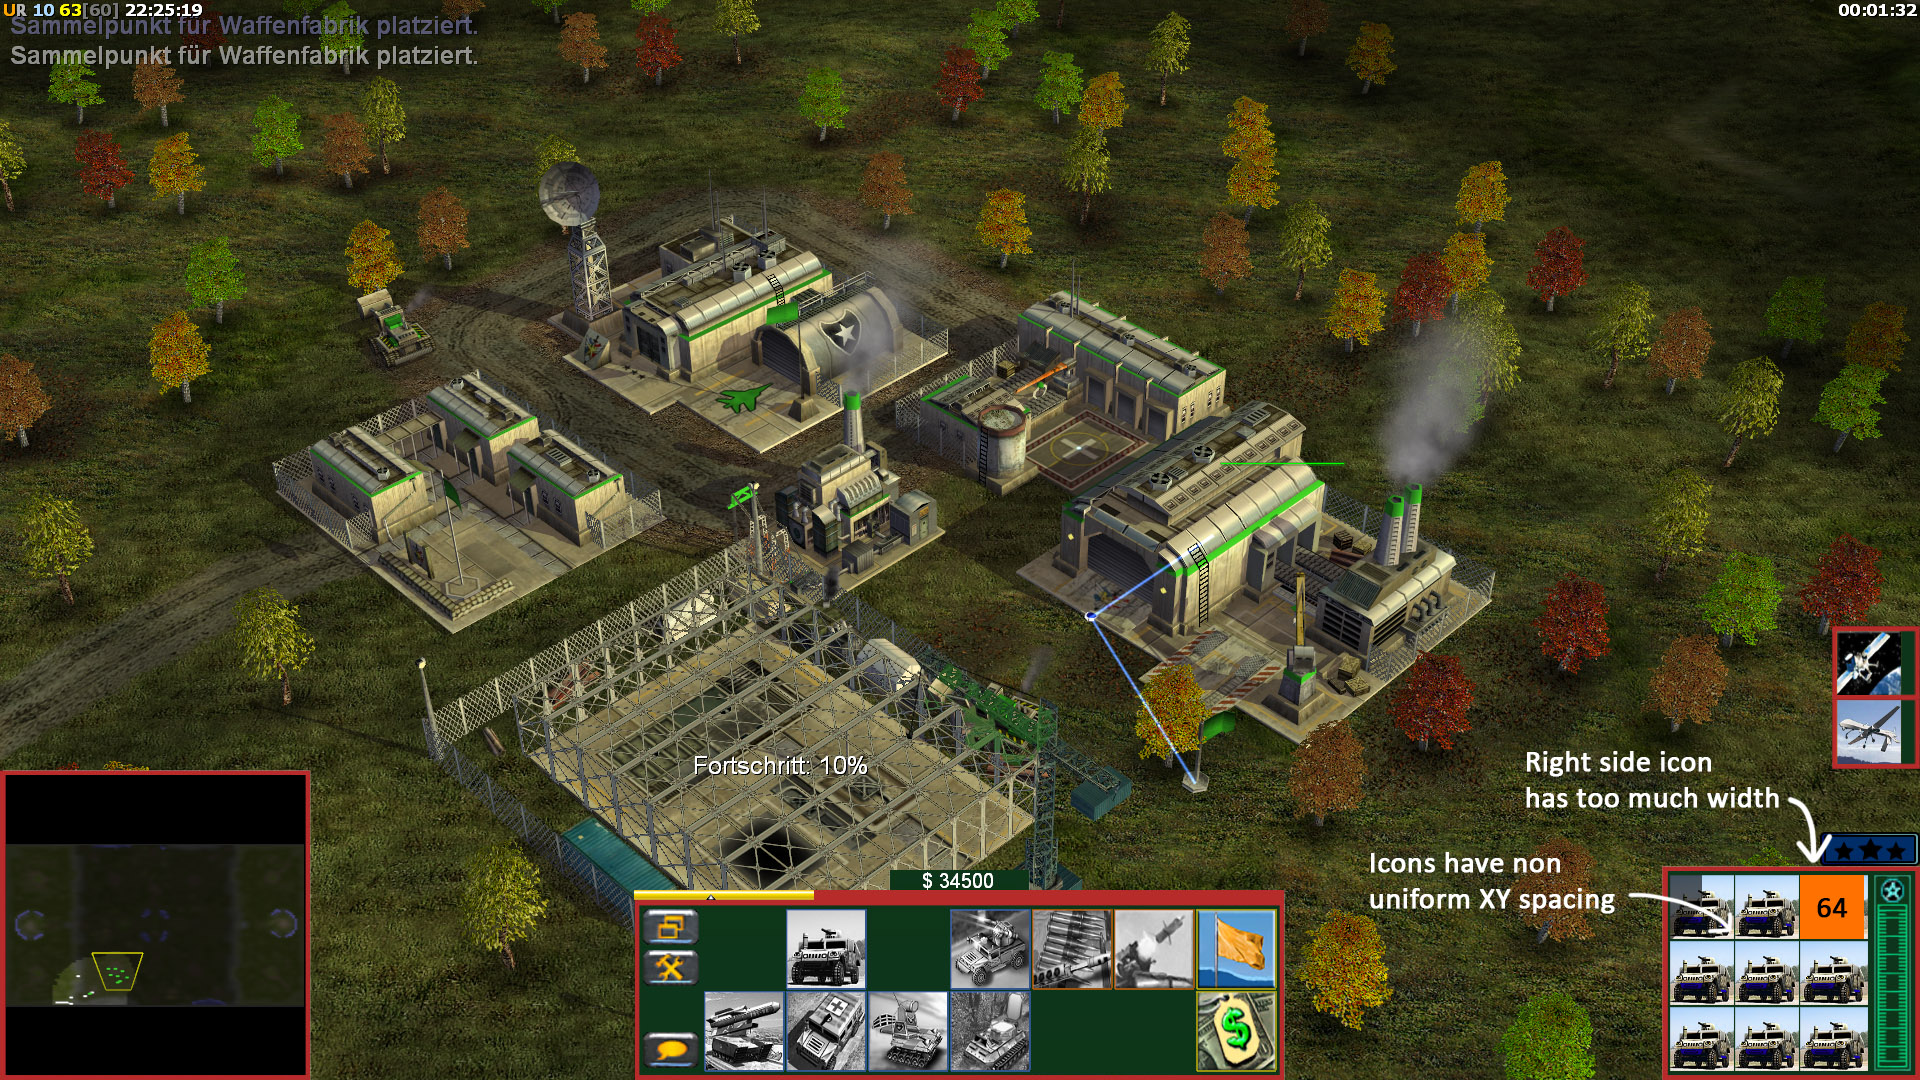 UR 10 63[60] 22:25:19
00:01:32
Sammelpunkt für Waffenfabrik platziert.
Sammelpunkt für Waffenfabrik platziert.
Fortschritt: 10%
Right side icon
has too much width
Icons have non
uniform XY spacing
$ 34500
64